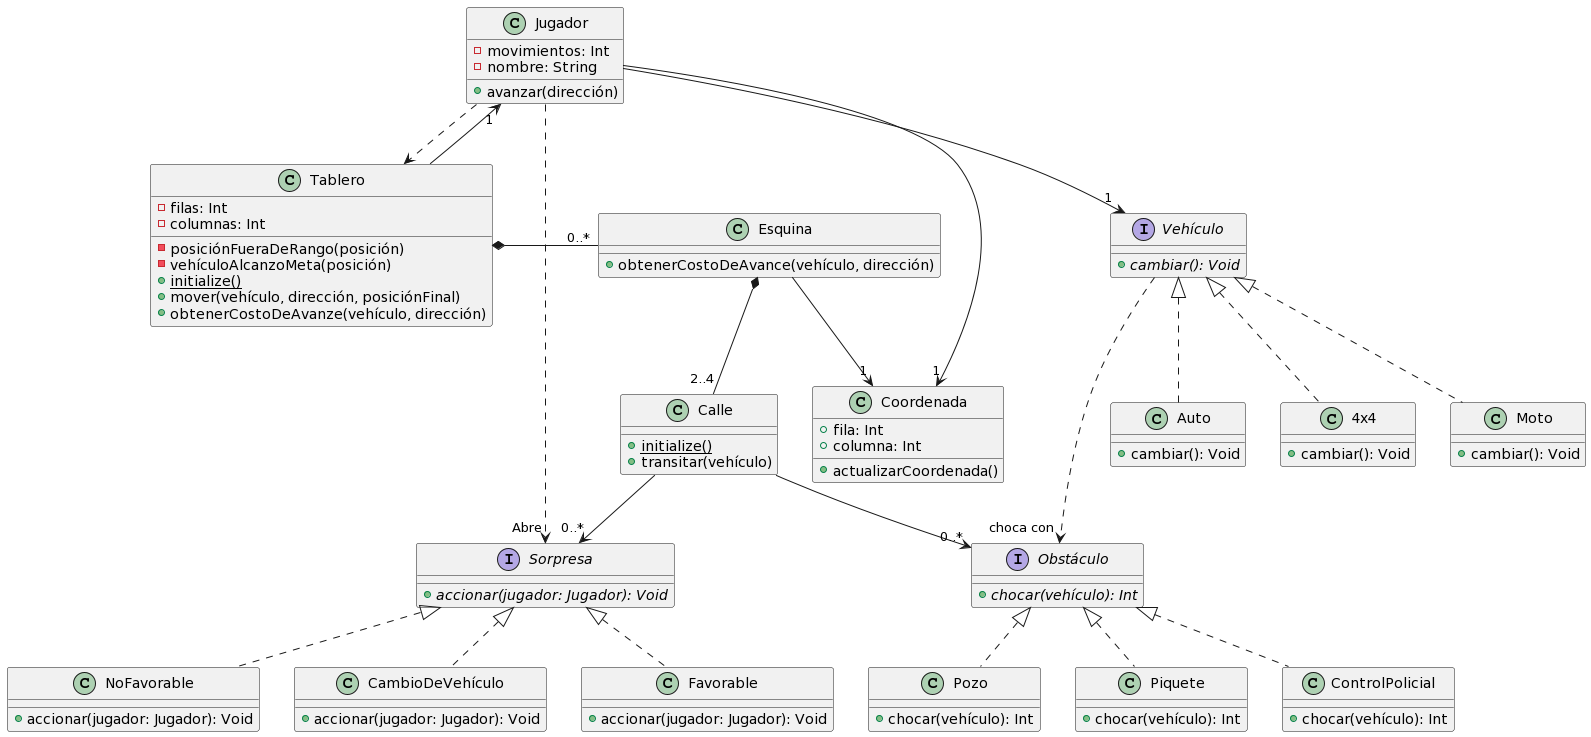 C Jugador
movimientos: Int
nombre: String
avanzar(dirección)
1
C Tablero
filas: Int
columnas: Int
posiciónFueraDeRango(posición)
vehículoAlcanzoMeta(posición)
initialize()
mover(vehículo, dirección, posiciónFinal)
obtenerCostoDeAvanze(vehículo, dirección)
0..*
C Esquina
obtenerCostoDeAvance(vehículo, dirección)
1
I Vehículo
cambiar(): Void
2..4
1
1
C Calle
initialize()
transitar(vehículo)
C Coordenada
fila: Int
columna: Int
actualizarCoordenada()
C Auto
cambiar(): Void
C 4x4
cambiar(): Void
C Moto
cambiar(): Void
Abre
0..*
0..*
choca con
I Sorpresa
accionar(jugador: Jugador): Void
I Obstáculo
chocar(vehículo): Int
C NoFavorable
accionar(jugador: Jugador): Void
C CambioDeVehículo
accionar(jugador: Jugador): Void
C Favorable
accionar(jugador: Jugador): Void
C Pozo
chocar(vehículo): Int
C Piquete
chocar(vehículo): Int
C ControlPolicial
chocar(vehículo): Int